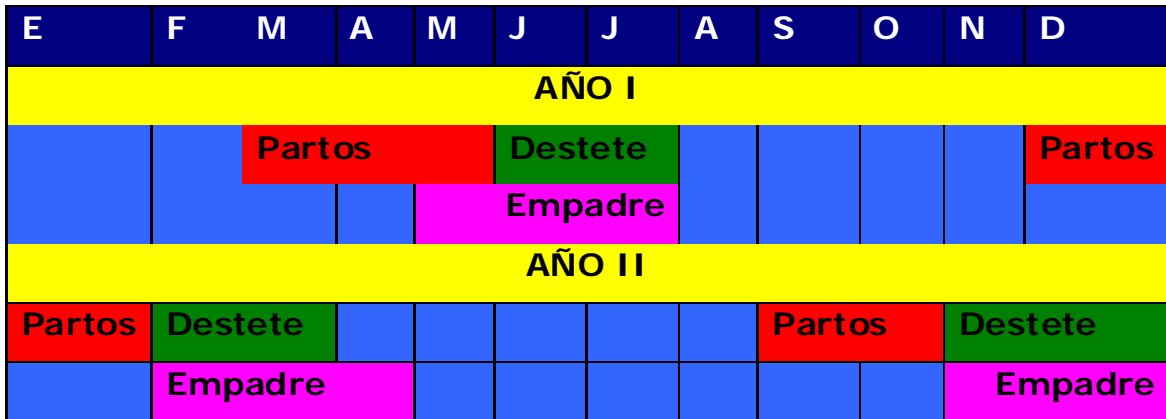 E F M A M J J A S O N D
AÑO I
Partos Destete Partos
Empadre
AÑO II
Partos Destete Partos Destete
Empadre Empadre